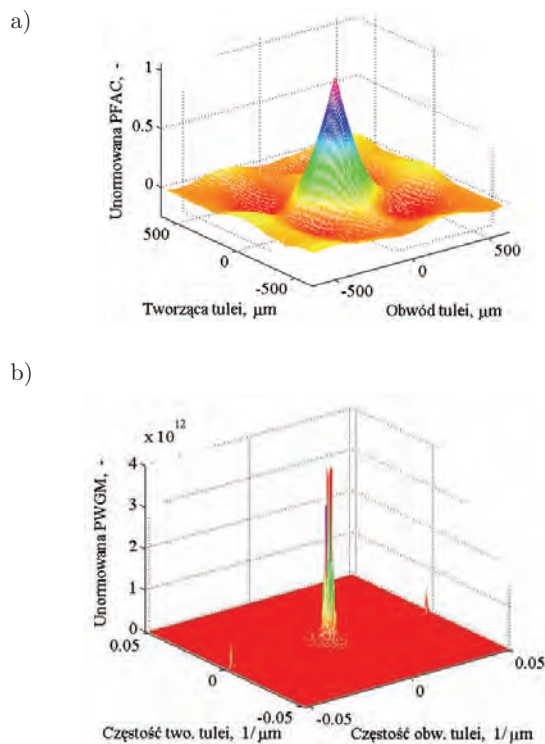 a)
Unormowana PFAC, -
1
0.5
0
500
0
-500
-500
0
500
Tworząca tulei, μm
Obwód tulei, μm
b)
x 10^12
Unormowana PWGM, -
4
3
2
1
0
0.05
0
-0.05
-0.05
0
0.05
Częstość two. tulei, 1/μm
Częstość obw. tulei, 1/μm